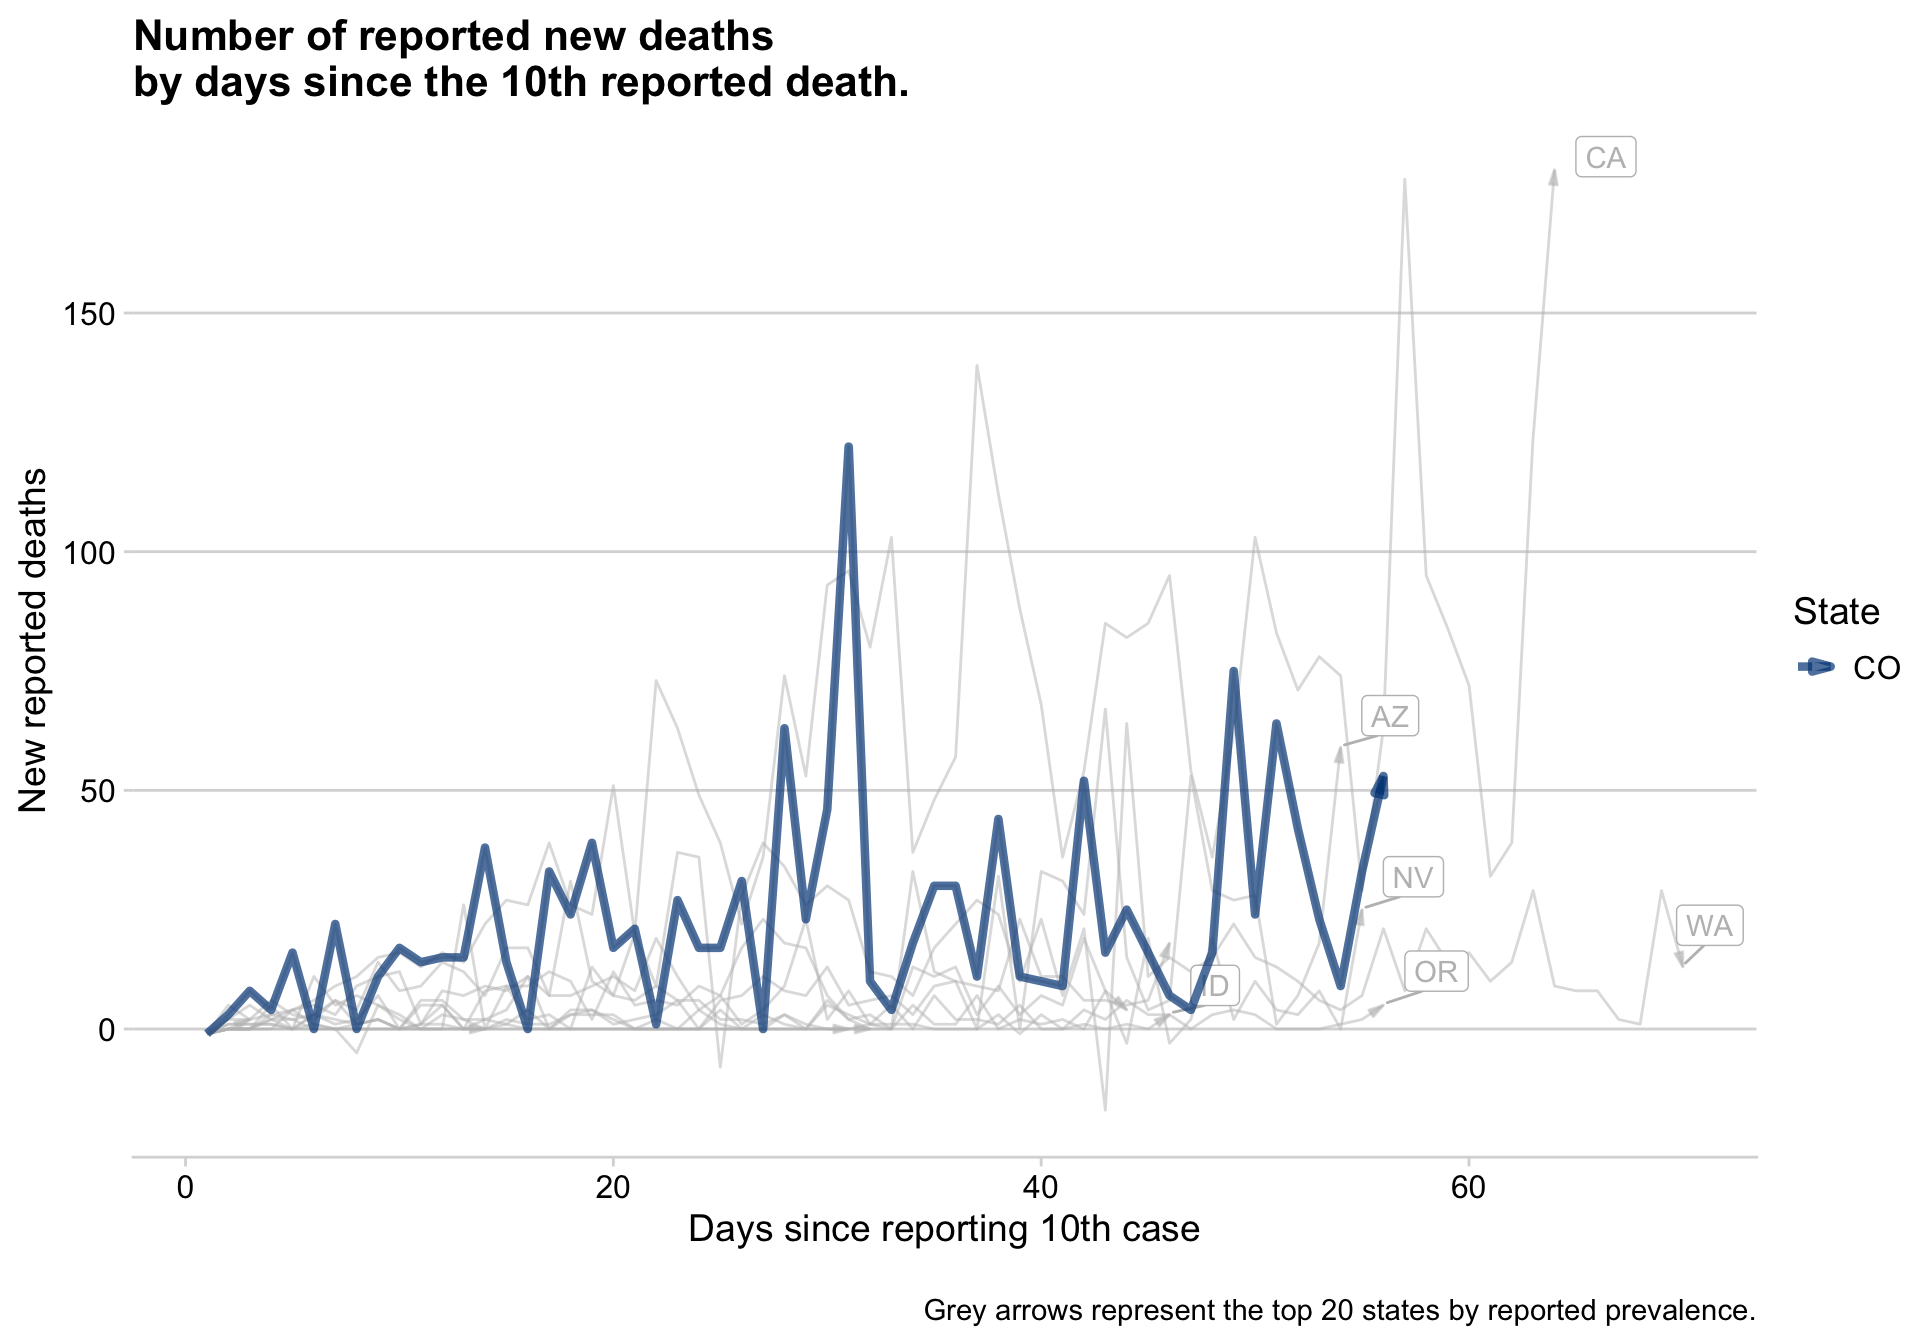 Number of reported new deaths
by days since the 10th reported death.
CA
150
100
State
CO
New reported deaths
AZ
50
NV
WA
OR
ID
0
0
20
40
60
Days since reporting 10th case
Grey arrows represent the top 20 states by reported prevalence.